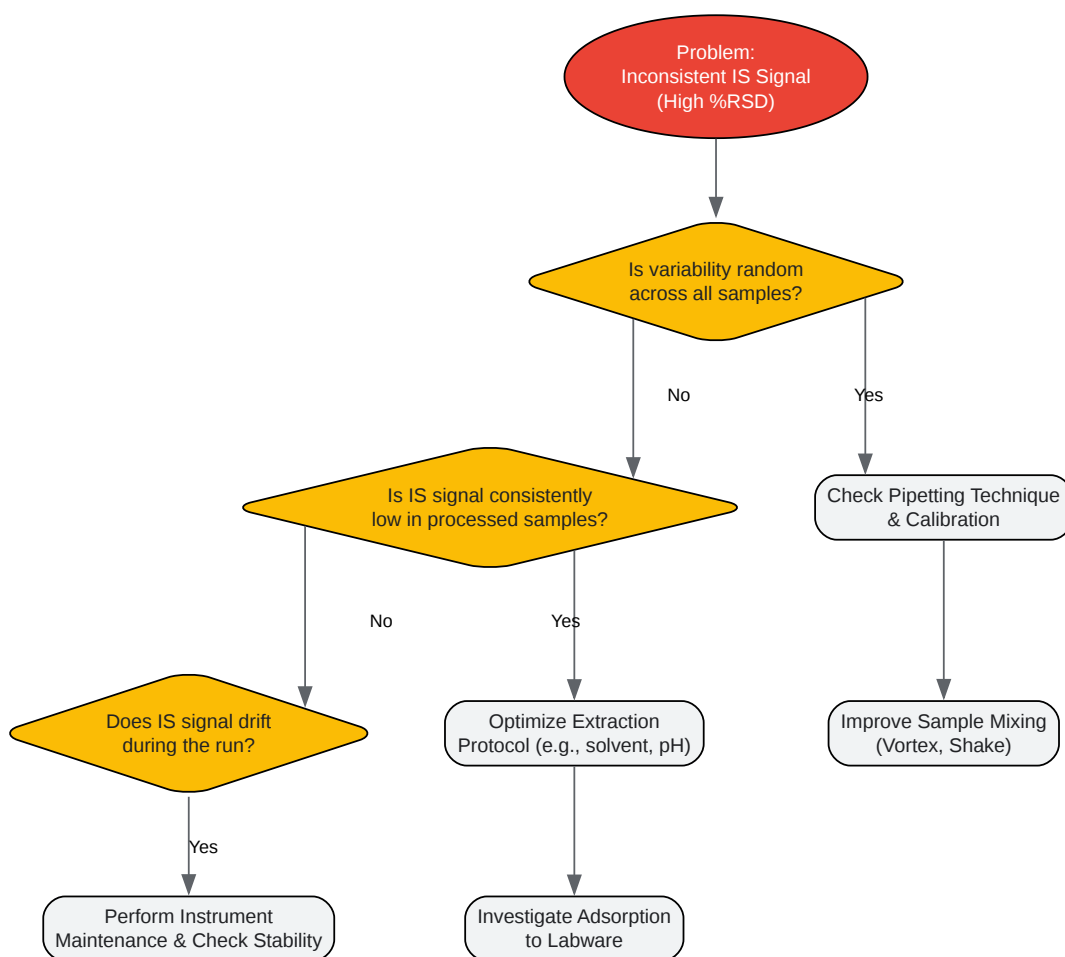 Problem:
Inconsistent IS Signal
(High %RSD)
Is variability random
across all samples?
No
Yes
Is IS signal consistently
low in processed samples?
Check Pipetting Technique
& Calibration
No
Yes
Does IS signal drift
during the run?
Optimize Extraction
Protocol (e.g., solvent, pH)
Improve Sample Mixing
(Vortex, Shake)
Yes
Perform Instrument
Maintenance & Check Stability
Investigate Adsorption
to Labware